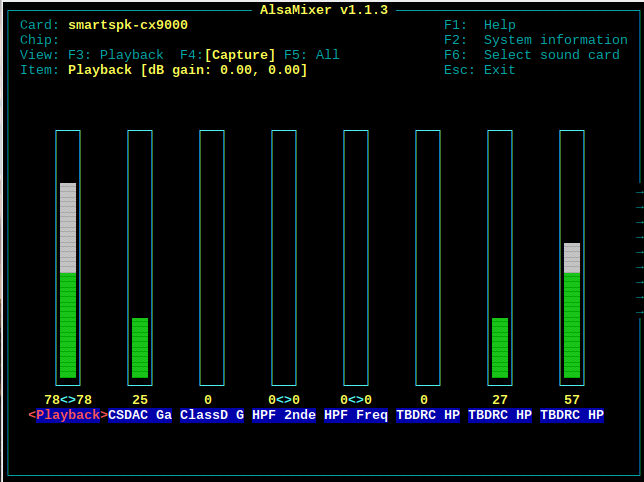 AlsaMixer v1.1.3
Card: smartspk-cx9000 F1: Help
Chip: F2: System information
View: F3: Playback F4:[Capture] F5: All F6: Select sound card
Item: Playback [dB gain: 0.00, 0.00] Esc: Exit
78<>78 25 0 0<>0 0<>0 0 27 57
<Playback>CSDAC Ga ClassD G HPF 2nde HPF Freq TBDRC HP TBDRC HP TBDRC HP